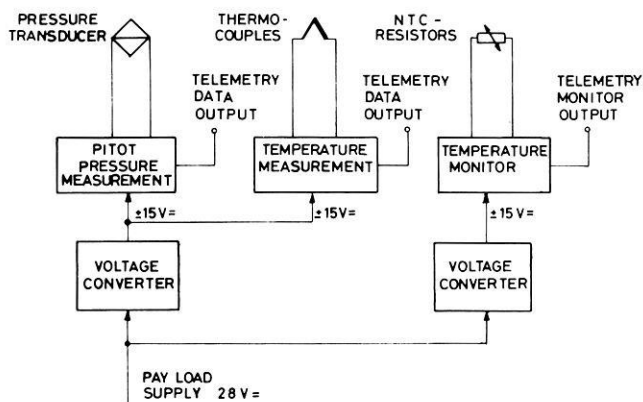 PRESSURE
TRANSDUCER
THERMO-
COUPLES
NTC-
RESISTORS
TELEMETRY
DATA
OUTPUT
TELEMETRY
DATA
OUTPUT
TELEMETRY
MONITOR
OUTPUT
PITOT
PRESSURE
MEASUREMENT
TEMPERATURE
MEASUREMENT
TEMPERATURE
MONITOR
±15V=
±15V=
±15V=
VOLTAGE
CONVERTER
VOLTAGE
CONVERTER
PAY LOAD
SUPPLY 28V=